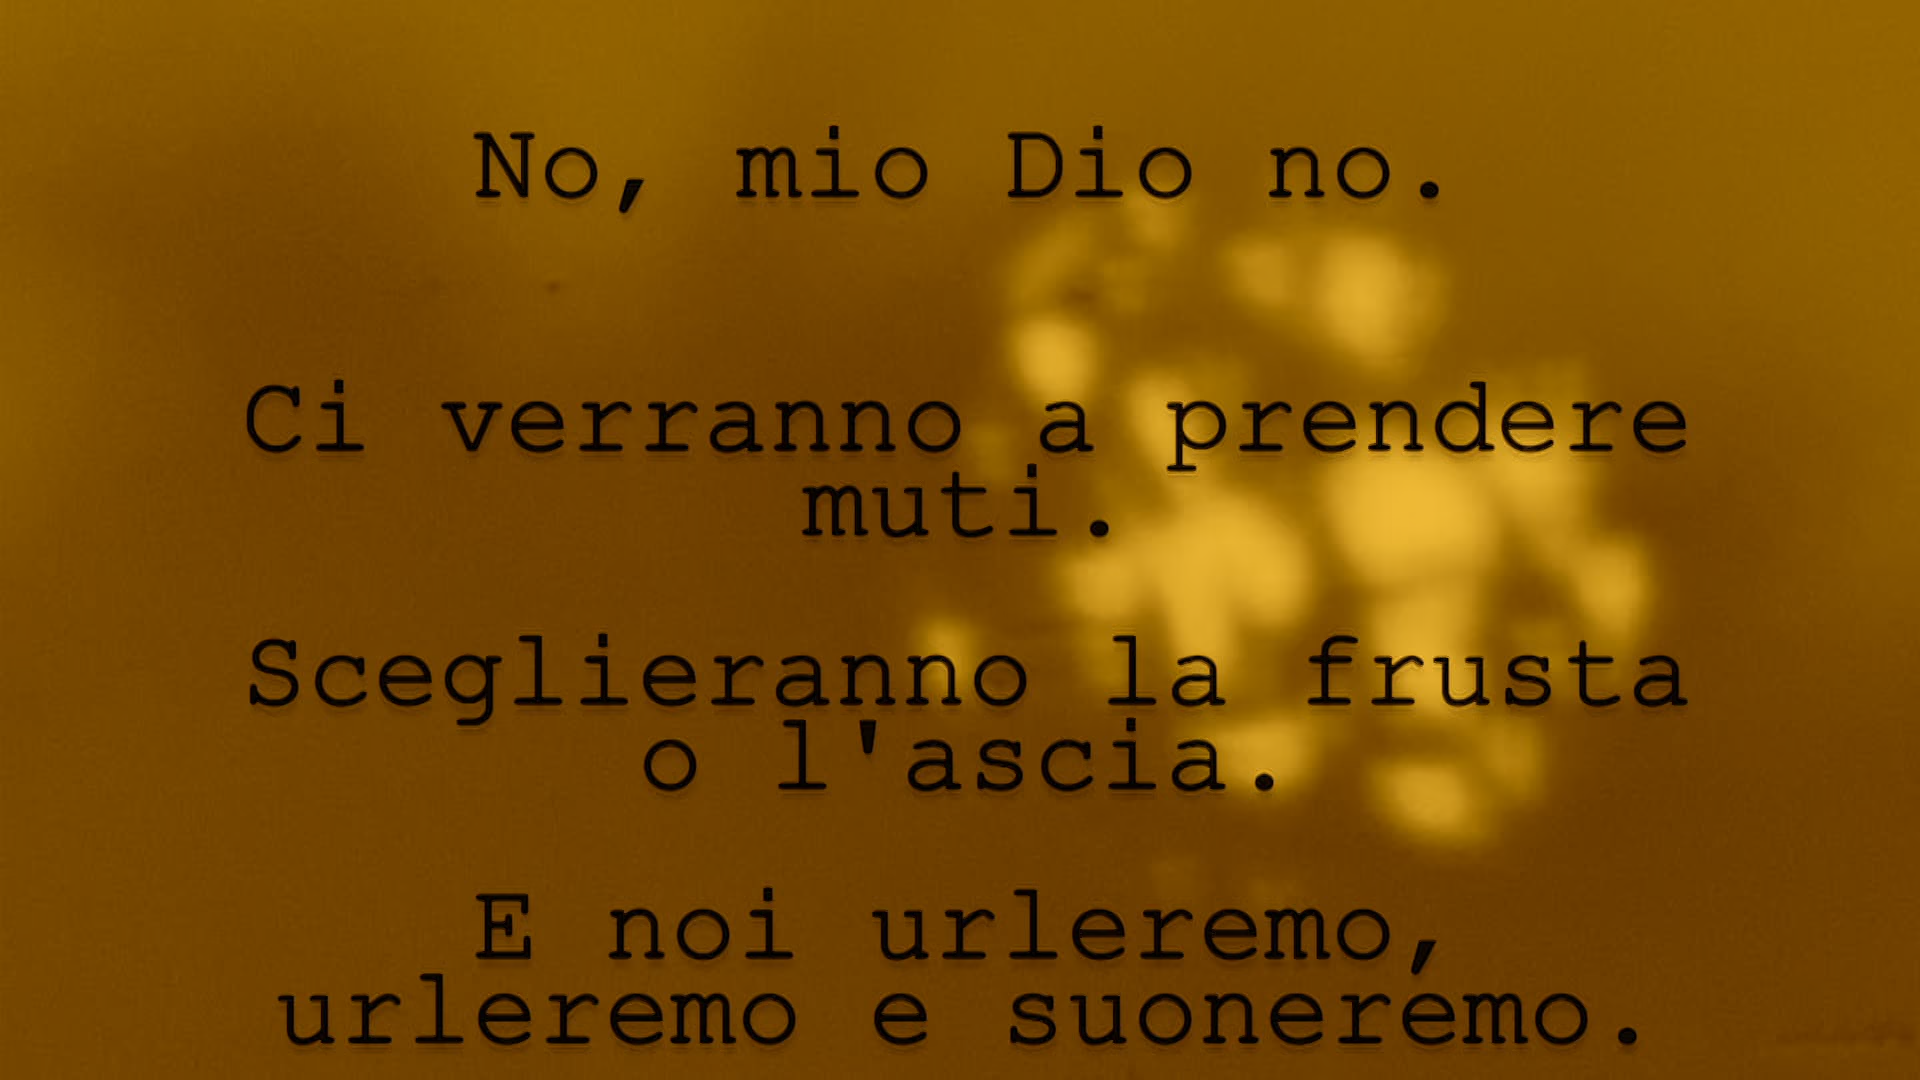 No, mio Dio no.
Ci verranno a prendere
muti.
Sceglieranno la frusta
o l'ascia.
E noi urleremo,
urleremo e suoneremo.